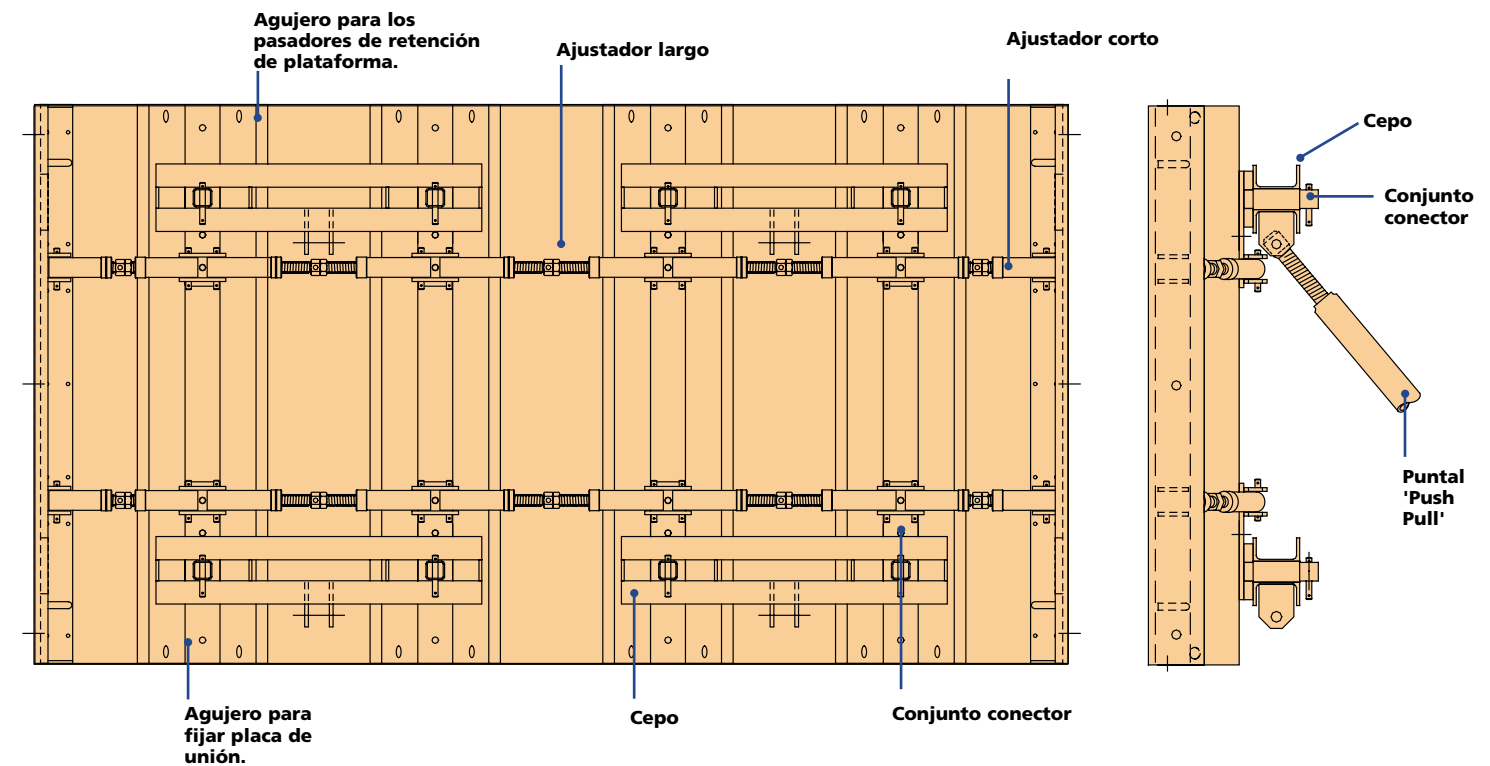 Agujero para los
pasadores de retención
de plataforma.
Ajustador largo
Ajustador corto
Cepo
Conjunto
conector
Puntal
'Push
Pull'
Agujero para
fijar placa de
unión.
Cepo
Conjunto conector